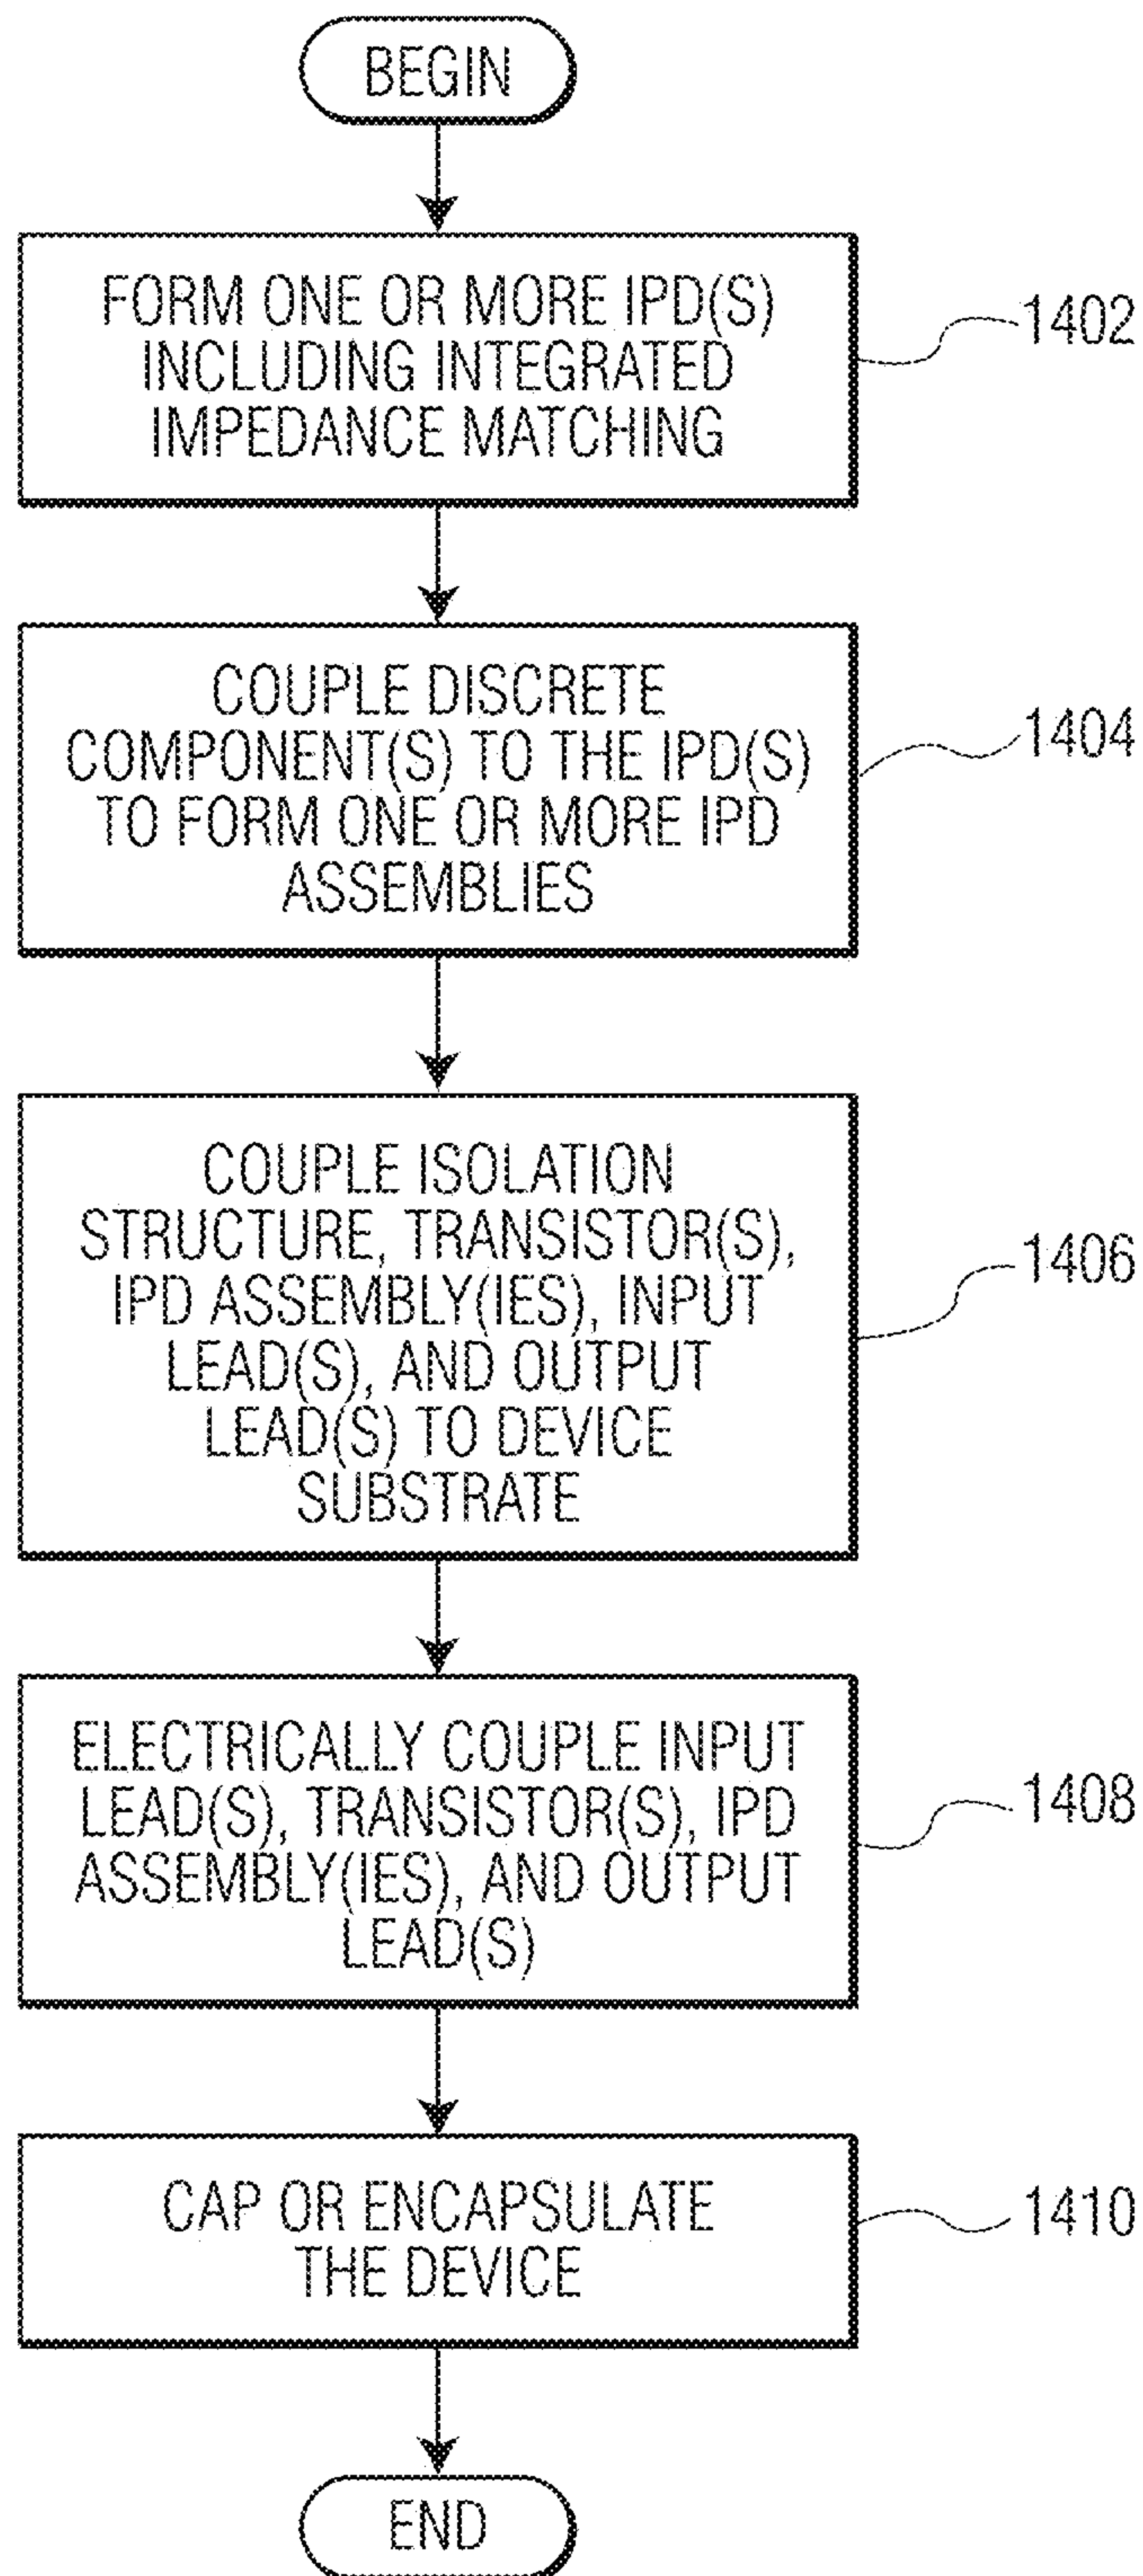 BEGIN
FORM ONE OR MORE IPD(S)
INCLUDING INTEGRATED
IMPEDANCE MATCHING
1402
COUPLE DISCRETE
COMPONENT(S) TO THE IPD(S)
TO FORM ONE OR MORE IPD
ASSEMBLIES
1404
COUPLE ISOLATION
STRUCTURE, TRANSISTOR(S),
IPD ASSEMBLY(IES), INPUT
LEAD(S), AND OUTPUT
LEAD(S) TO DEVICE
SUBSTRATE
1406
ELECTRICALLY COUPLE INPUT
LEAD(S), TRANSISTOR(S), IPD
ASSEMBLY(IES), AND OUTPUT
LEAD(S)
1408
CAP OR ENCAPSULATE
THE DEVICE
1410
END